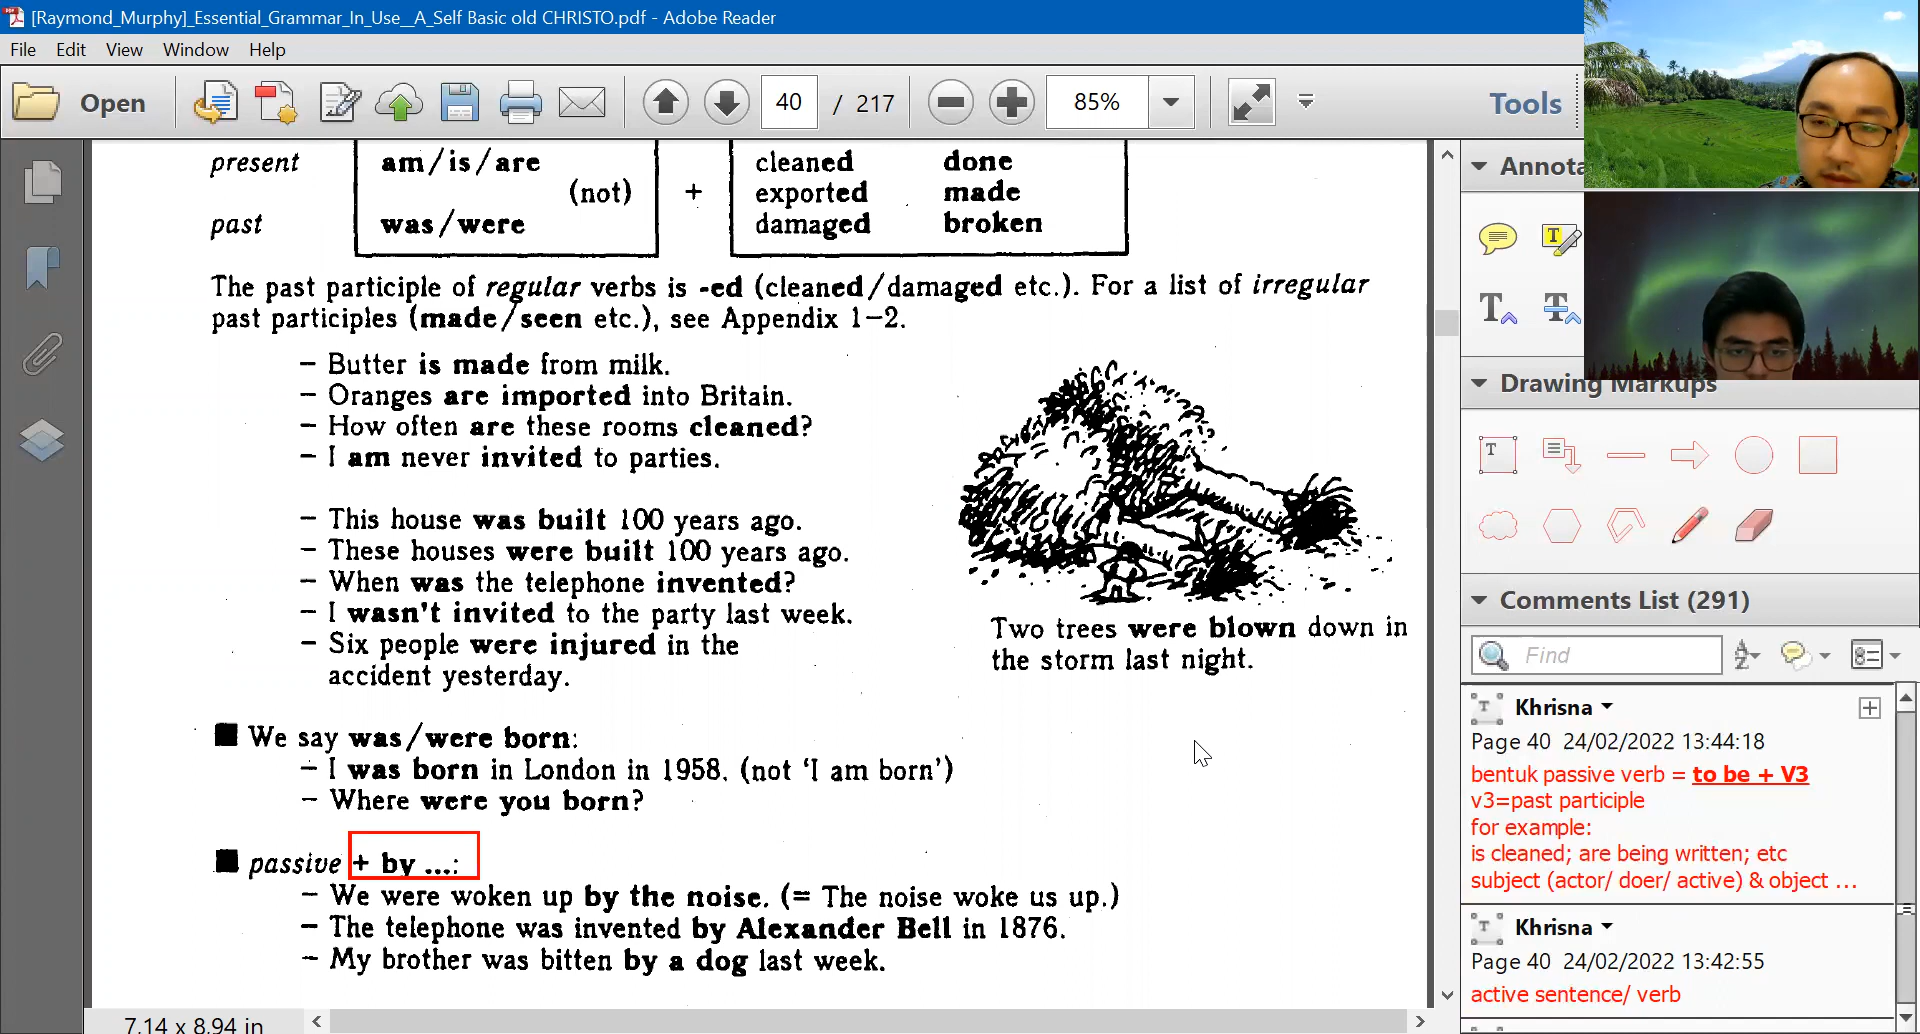 [Raymond_Murphy]_Essential_Grammar_In_Use__A_Self Basic old CHRISTO.pdf - Adobe Reader
File Edit View Window Help
Open 40 / 217 85% Tools
present am/is/are cleaned done
(not) + exported made
past was/were damaged broken
The past participle of regular verbs is -ed (cleaned/damaged etc.). For a list of irregular
past participles (made/seen etc.), see Appendix 1–2.
– Butter is made from milk.
– Oranges are imported into Britain.
– How often are these rooms cleaned?
– I am never invited to parties.
– This house was built 100 years ago.
– These houses were built 100 years ago.
– When was the telephone invented?
– I wasn't invited to the party last week.
– Six people were injured in the
accident yesterday.
Two trees were blown down in
the storm last night.
■ We say was/were born:
– I was born in London in 1958. (not 'I am born')
– Where were you born?
■ passive + by ...:
– We were woken up by the noise. (= The noise woke us up.)
– The telephone was invented by Alexander Bell in 1876.
– My brother was bitten by a dog last week.
7.14 x 8.94 in
Annota
Drawing Markups
Comments List (291)
Find
Khrisna
Page 40 24/02/2022 13:44:18
bentuk passive verb = to be + V3
v3=past participle
for example:
is cleaned; are being written; etc
subject (actor/ doer/ active) & object ...
Khrisna
Page 40 24/02/2022 13:42:55
active sentence/ verb